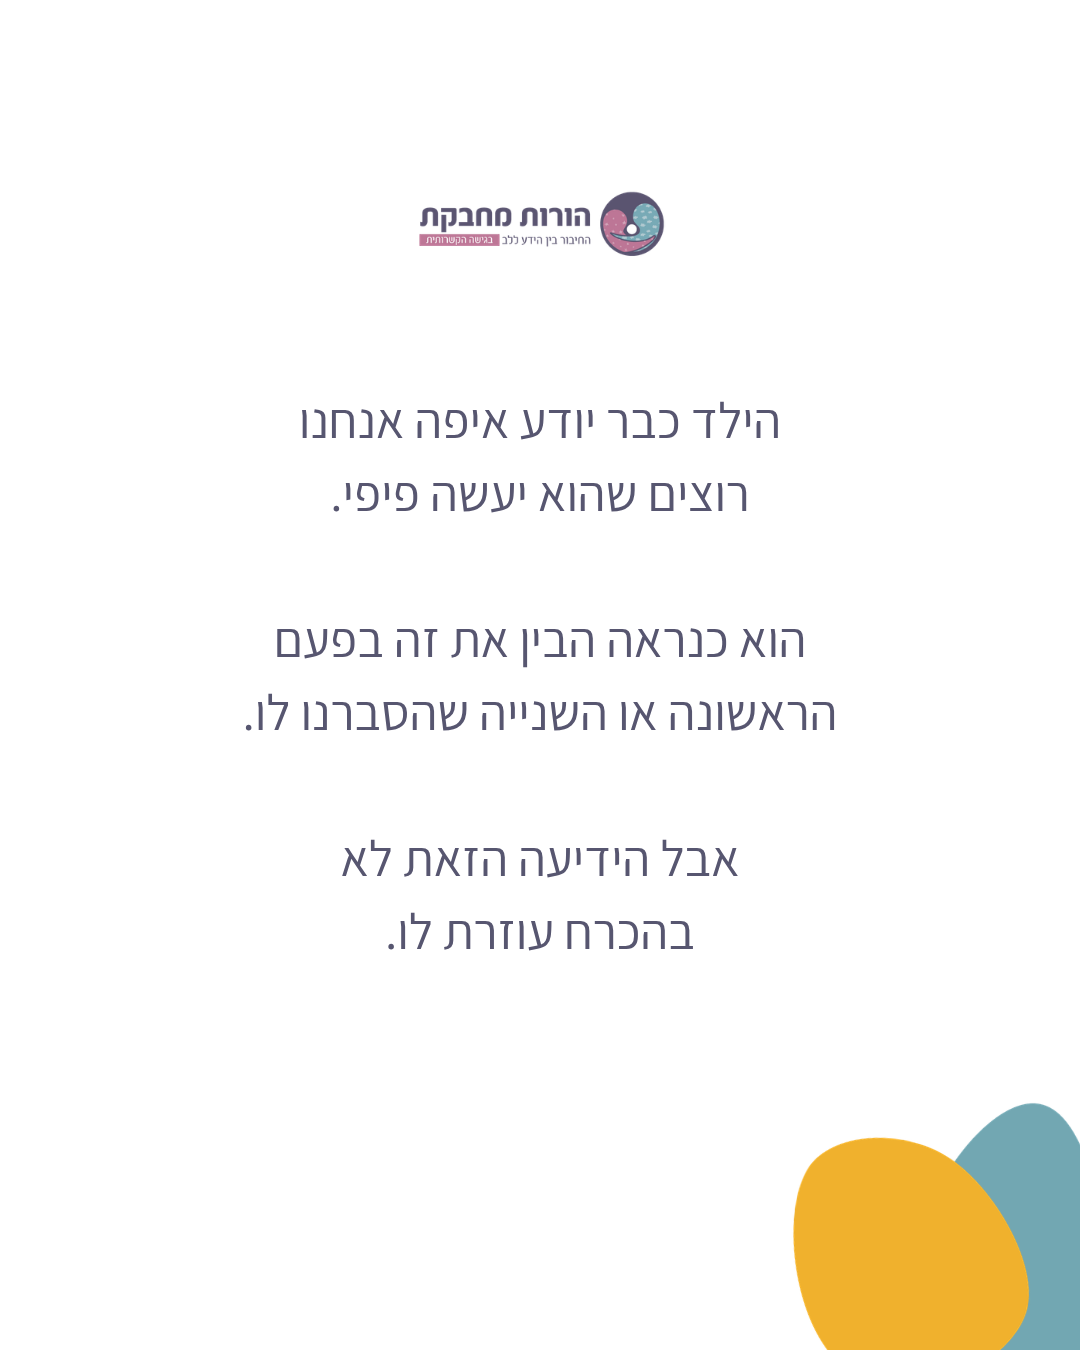 הורות מחבקת
החיבור בין הידע ללב בגישה הקשרותית
הילד כבר יודע איפה אנחנו
רוצים שהוא יעשה פיפי.
הוא כנראה הבין את זה בפעם
הראשונה או השנייה שהסברנו לו.
אבל הידיעה הזאת לא
בהכרח עוזרת לו.